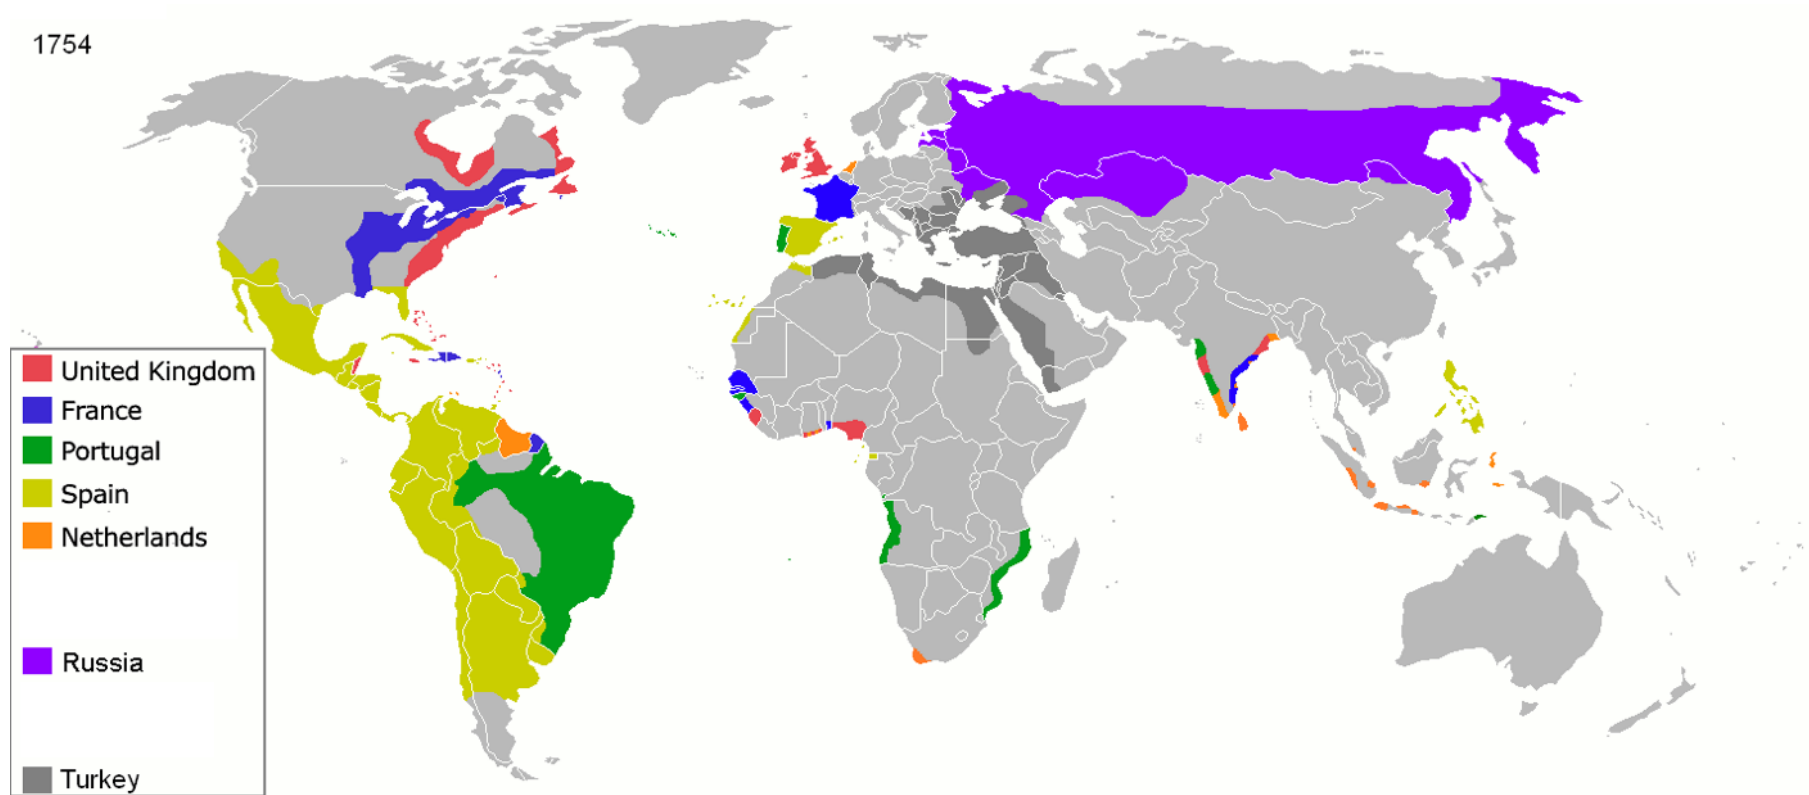 1754
United Kingdom
France
Portugal
Spain
Netherlands
Russia
Turkey